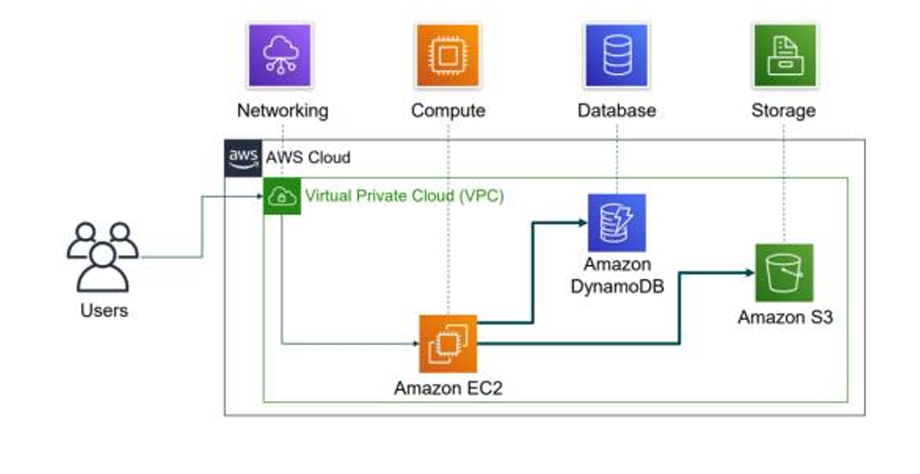 Networking
Compute
Database
Storage
aws
AWS Cloud
Virtual Private Cloud (VPC)
Users
Amazon
DynamoDB
Amazon S3
Amazon EC2